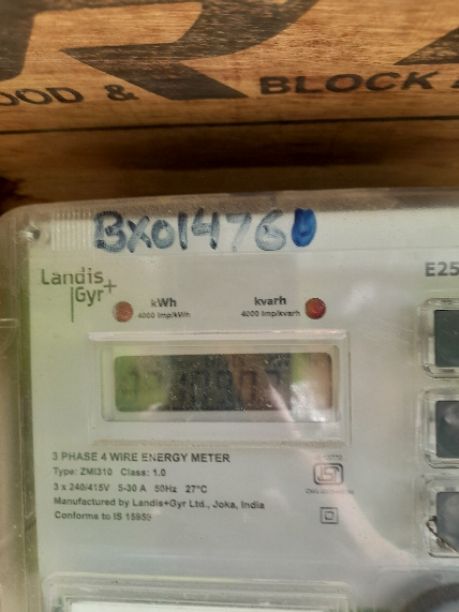 OOD & BLOCK
BX014760
Landis
Gyr+
E25
kWh
4000 Imp/kWh
kvarh
4000 imp/kvarh
3 PHASE 4 WIRE ENERGY METER
Type: ZMI310 Class: 1.0
3 x 240/415V 5-30 A 50Hz 27°C
Manufactured by Landis+Gyr Ltd., Joka, India
Conforms to IS 15959